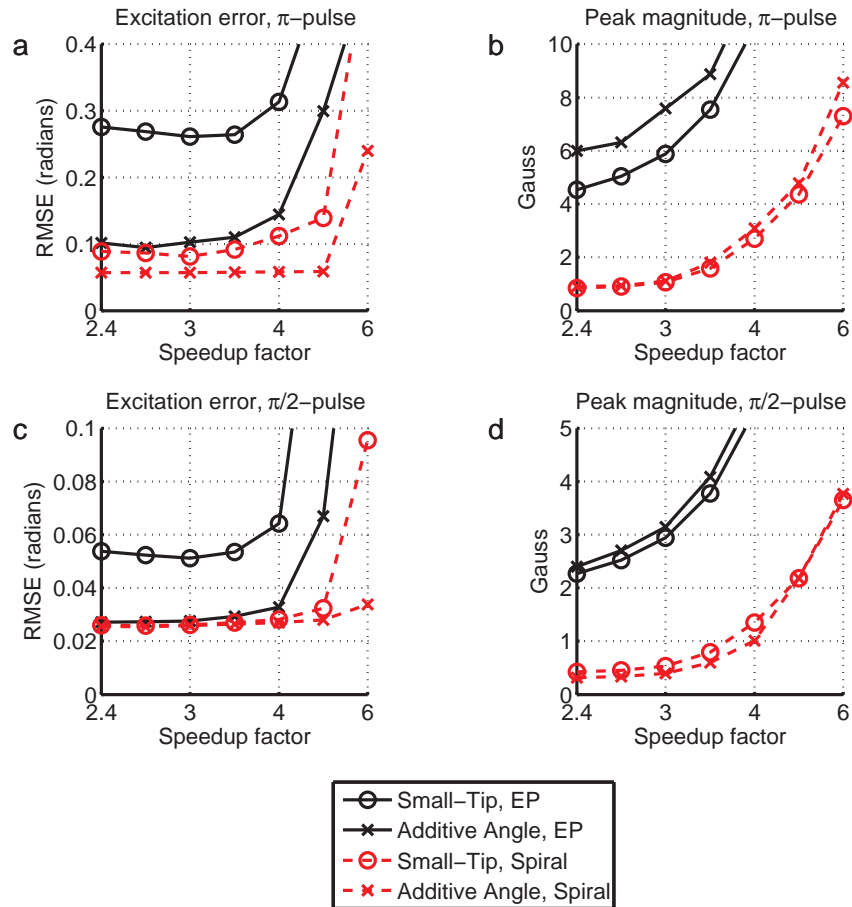 a
Excitation error, π−pulse
0.4
0.3
0.2
0.1
0
RMSE (radians)
2.4
3
4
6
Speedup factor
b
Peak magnitude, π−pulse
10
8
6
4
2
0
Gauss
2.4
3
4
6
Speedup factor
c
Excitation error, π/2−pulse
0.1
0.08
0.06
0.04
0.02
0
RMSE (radians)
2.4
3
4
6
Speedup factor
d
Peak magnitude, π/2−pulse
5
4
3
2
1
0
Gauss
2.4
3
4
6
Speedup factor
Small−Tip, EP
Additive Angle, EP
Small−Tip, Spiral
Additive Angle, Spiral